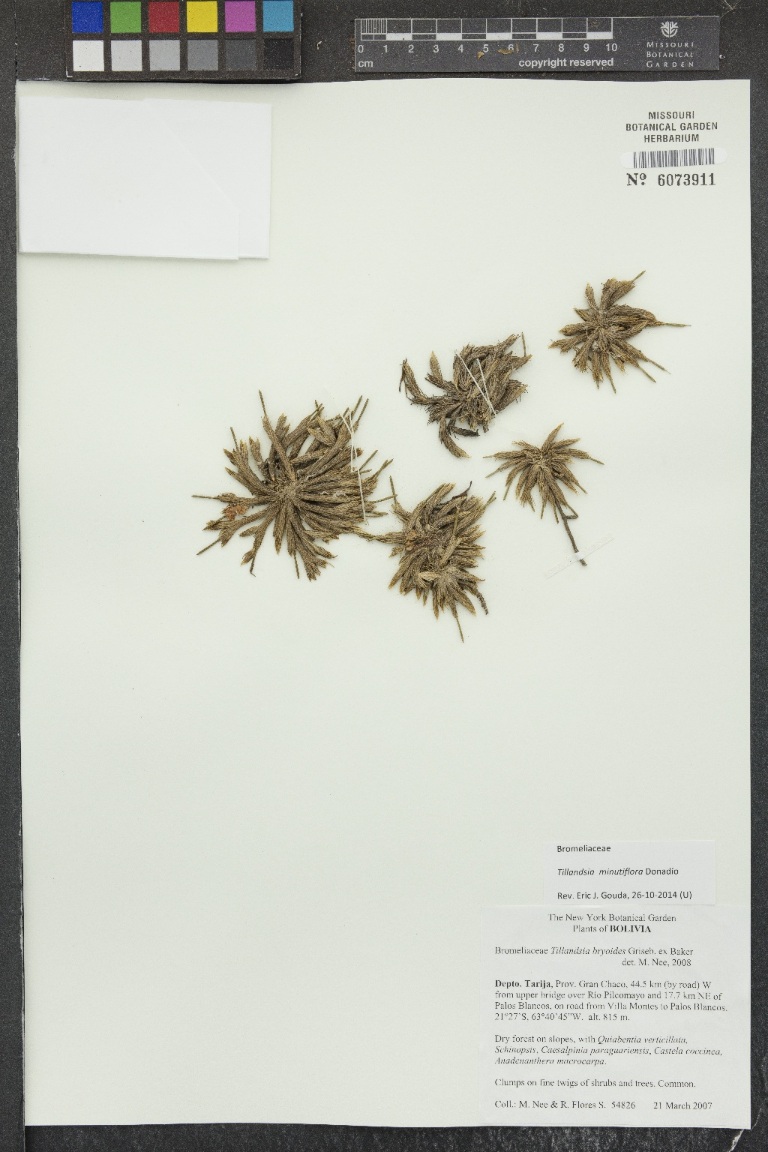 0 1 2 3 4 5 6 7 8 9 10
cm
copyright reserved
MISSOURI
BOTANICAL
GARDEN
MISSOURI
BOTANICAL GARDEN
HERBARIUM
Nº 6073911
Bromeliaceae
Tillandsia minutiflora Donadio
Rev. Eric J. Gouda, 26-10-2014 (U)
The New York Botanical Garden
Plants of BOLIVIA
Bromeliaceae Tillandsia bryoides Griseb. ex Baker
det. M. Nee, 2008
Depto. Tarija, Prov. Gran Chaco, 44.5 km (by road) W
from upper bridge over Río Pilcomayo and 17.7 km NE of
Palos Blancos, on road from Villa Montes to Palos Blancos,
21°27'S, 63°40'45"W, alt. 815 m.
Dry forest on slopes, with Quiabentia verticillata,
Schinopsis, Caesalpinia paraguariensis, Castela coccinea,
Anadenanthera macrocarpa.
Clumps on fine twigs of shrubs and trees. Common.
Coll.: M. Nee & R. Flores S. 54826 21 March 2007